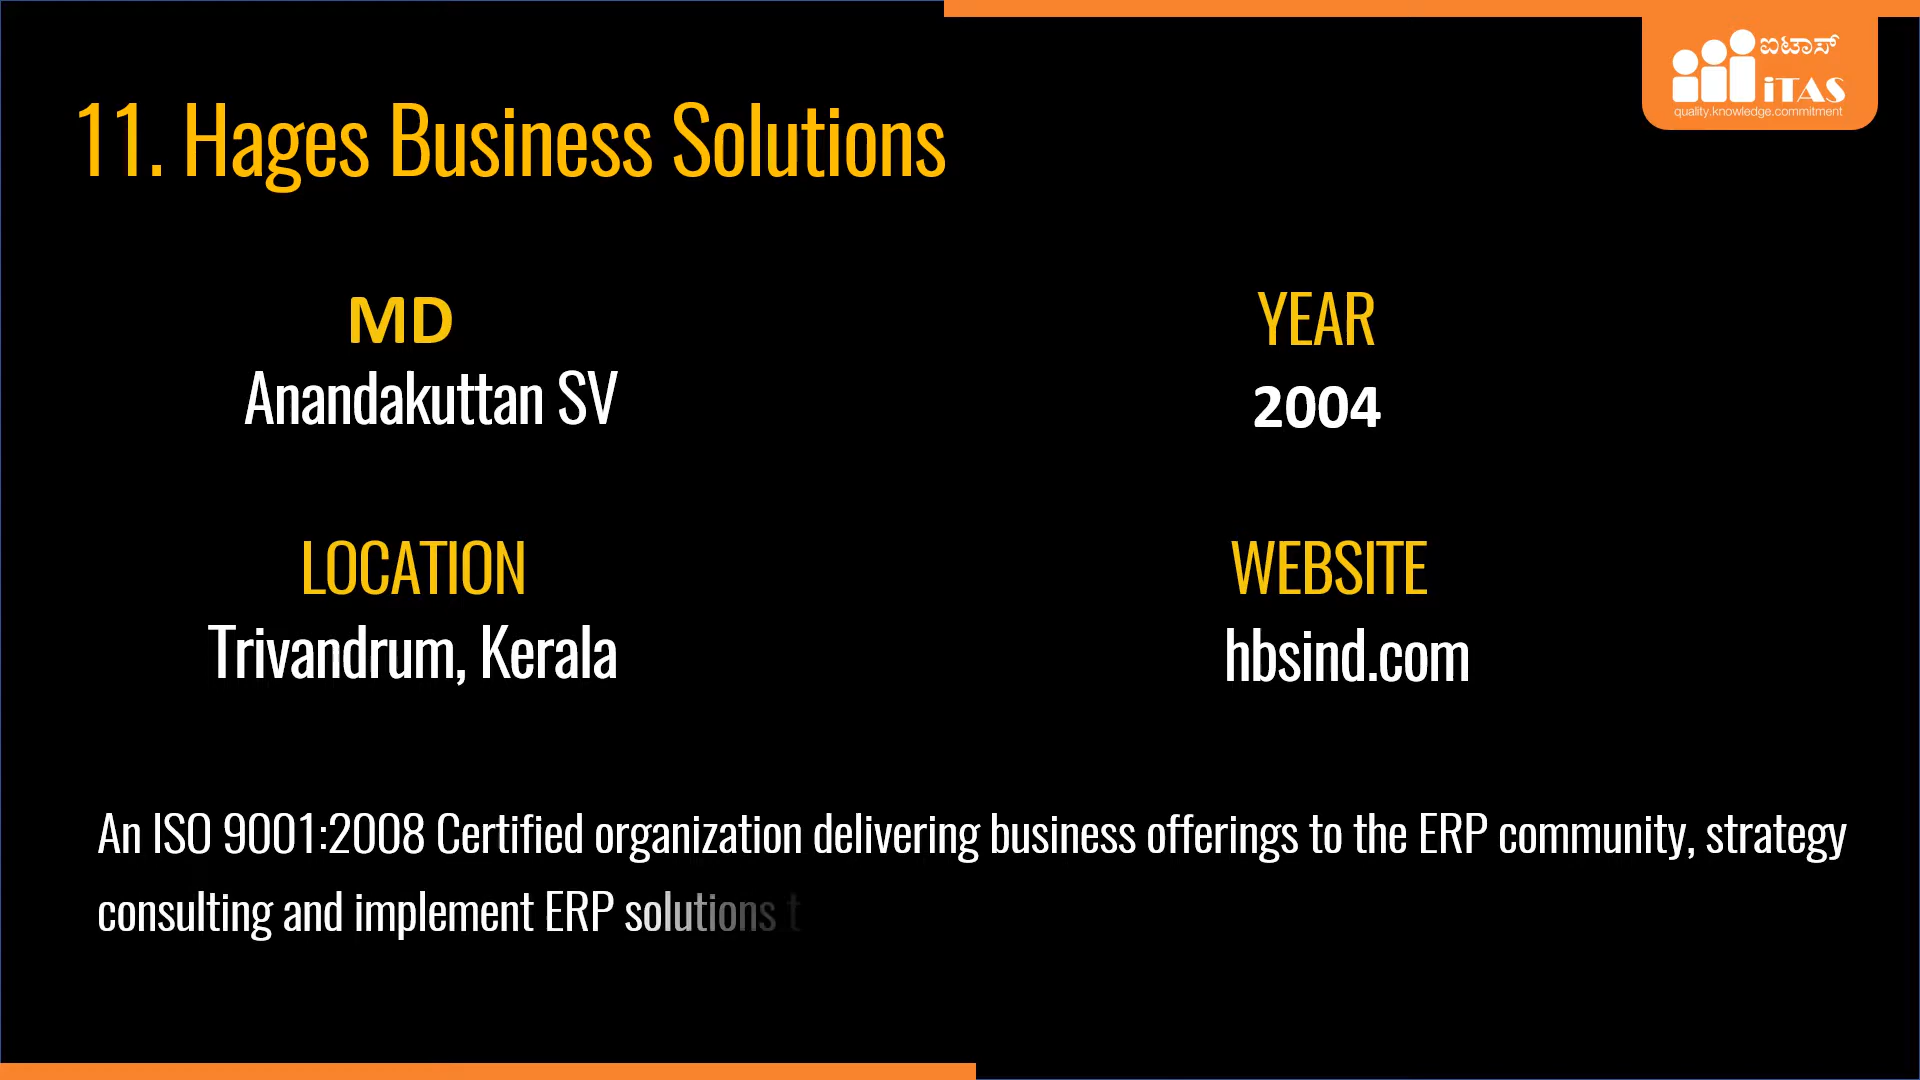 ಐಟಾಸ್
iTAS
quality.knowledge.commitment
11. Hages Business Solutions
MD
Anandakuttan SV
YEAR
2004
LOCATION
Trivandrum, Kerala
WEBSITE
hbsind.com
An ISO 9001:2008 Certified organization delivering business offerings to the ERP community, strategy
consulting and implement ERP solutions t